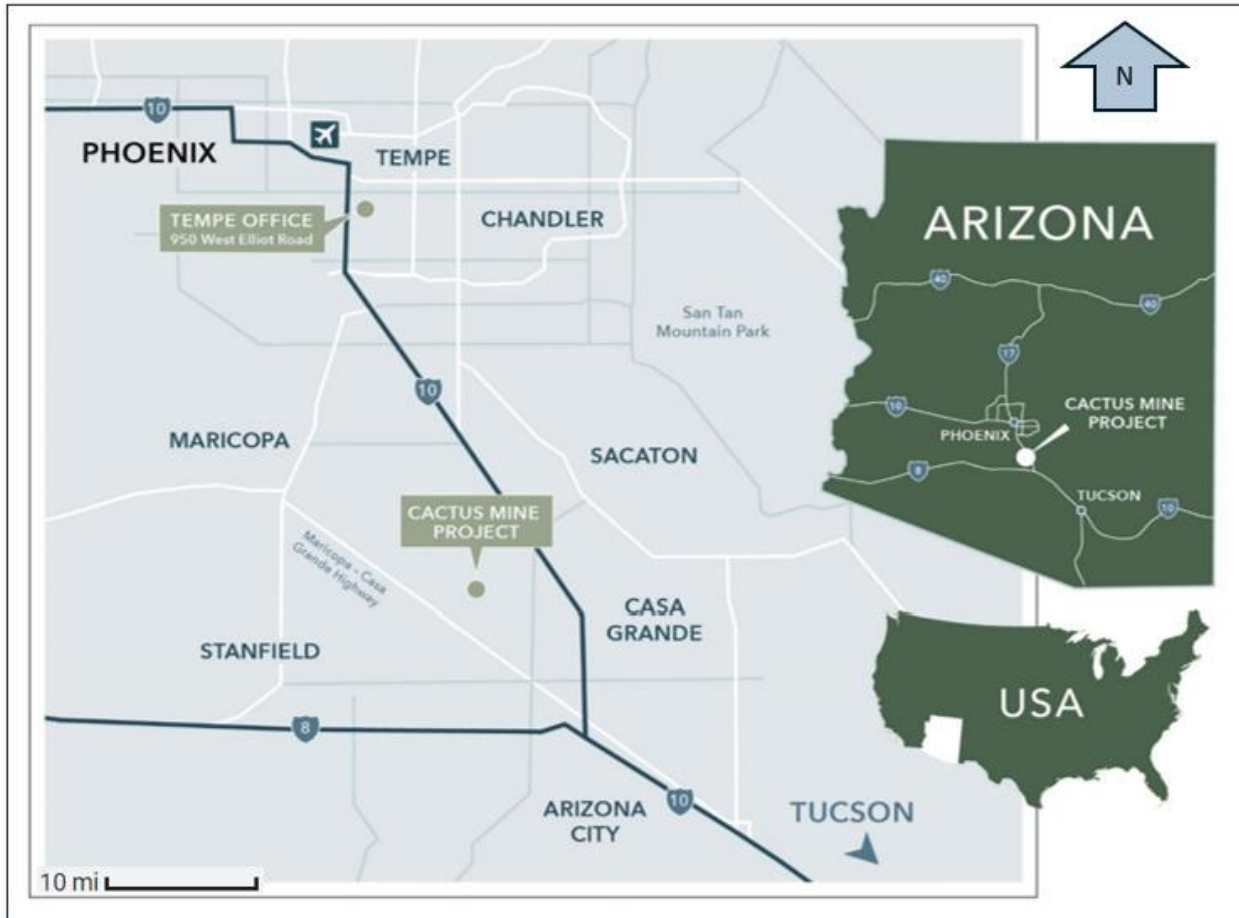 N
10
PHOENIX
TEMPE
TEMPE OFFICE
950 West Elliot Road
CHANDLER
San Tan
Mountain Park
10
MARICOPA
SACATON
CACTUS MINE
PROJECT
Maricopa - Casa
Grande Highway
CASA
GRANDE
STANFIELD
8
10
ARIZONA
CITY
TUCSON
10 mi
ARIZONA
40
40
17
10
CACTUS MINE
PROJECT
PHOENIX
8
TUCSON
10
USA